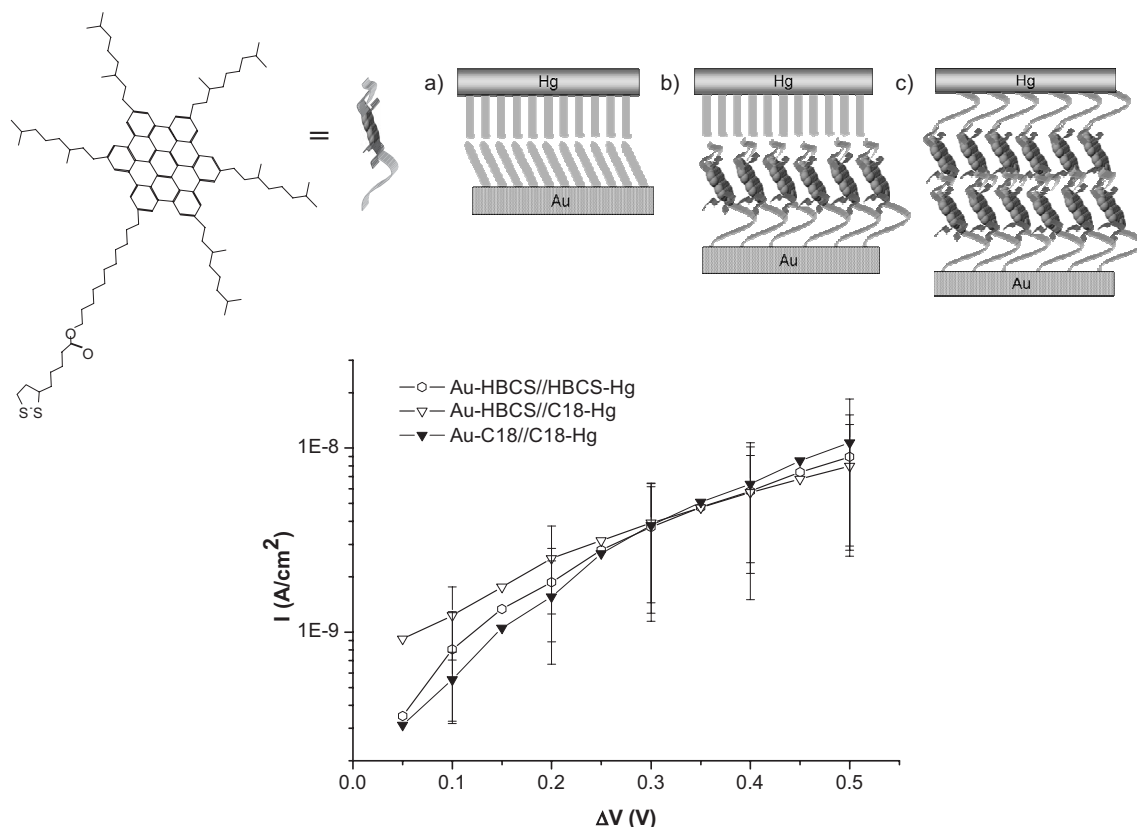 a)
Hg
Au
b)
Hg
Au
c)
Hg
Au
=
O
O
S-S
Au-HBCS//HBCS-Hg
Au-HBCS//C18-Hg
Au-C18//C18-Hg
1E-8
1E-9
I (A/cm²)
0.0 0.1 0.2 0.3 0.4 0.5
ΔV (V)